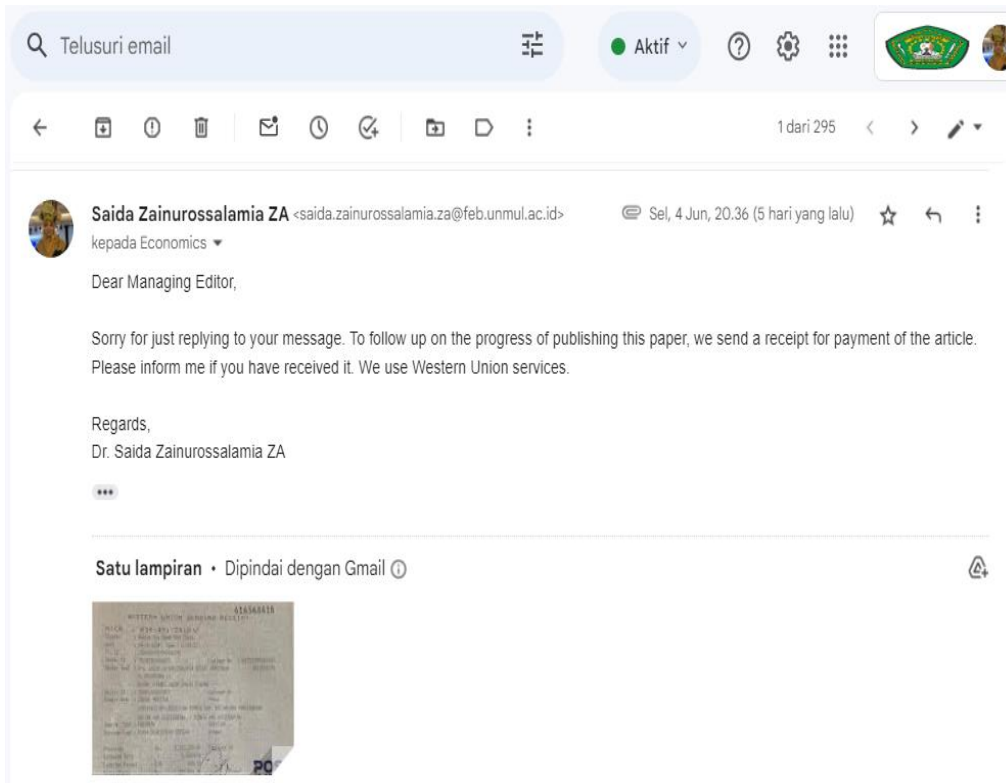 Telusuri email
Aktif
1 dari 295
Saida Zainurossalamia ZA <saida.zainurossalamia.za@feb.unmul.ac.id>
Sel, 4 Jun, 20.36 (5 hari yang lalu)
kepada Economics
Dear Managing Editor,
Sorry for just replying to your message. To follow up on the progress of publishing this paper, we send a receipt for payment of the article.
Please inform me if you have received it. We use Western Union services.
Regards,
Dr. Saida Zainurossalamia ZA
Satu lampiran • Dipindai dengan Gmail
616568418